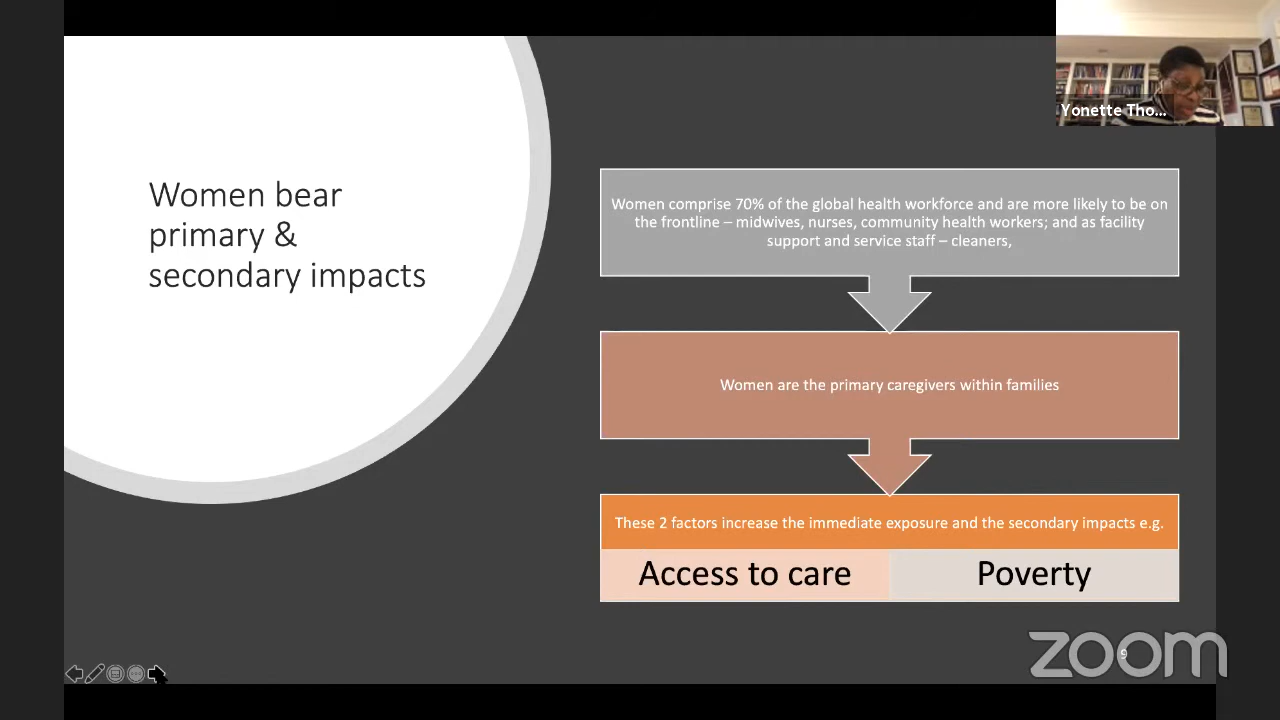 Yonette Tho...
Women bear
primary &
secondary impacts
Women comprise 70% of the global health workforce and are more likely to be on
the frontline – midwives, nurses, community health workers; and as facility
support and service staff – cleaners,
Women are the primary caregivers within families
These 2 factors increase the immediate exposure and the secondary impacts e.g.
Access to care
Poverty
9
zoom